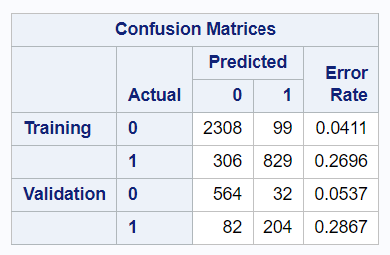 Confusion Matrices
Predicted
Error
Actual 0 1 Rate
Training 0 2308 99 0.0411
1 306 829 0.2696
Validation 0 564 32 0.0537
1 82 204 0.2867